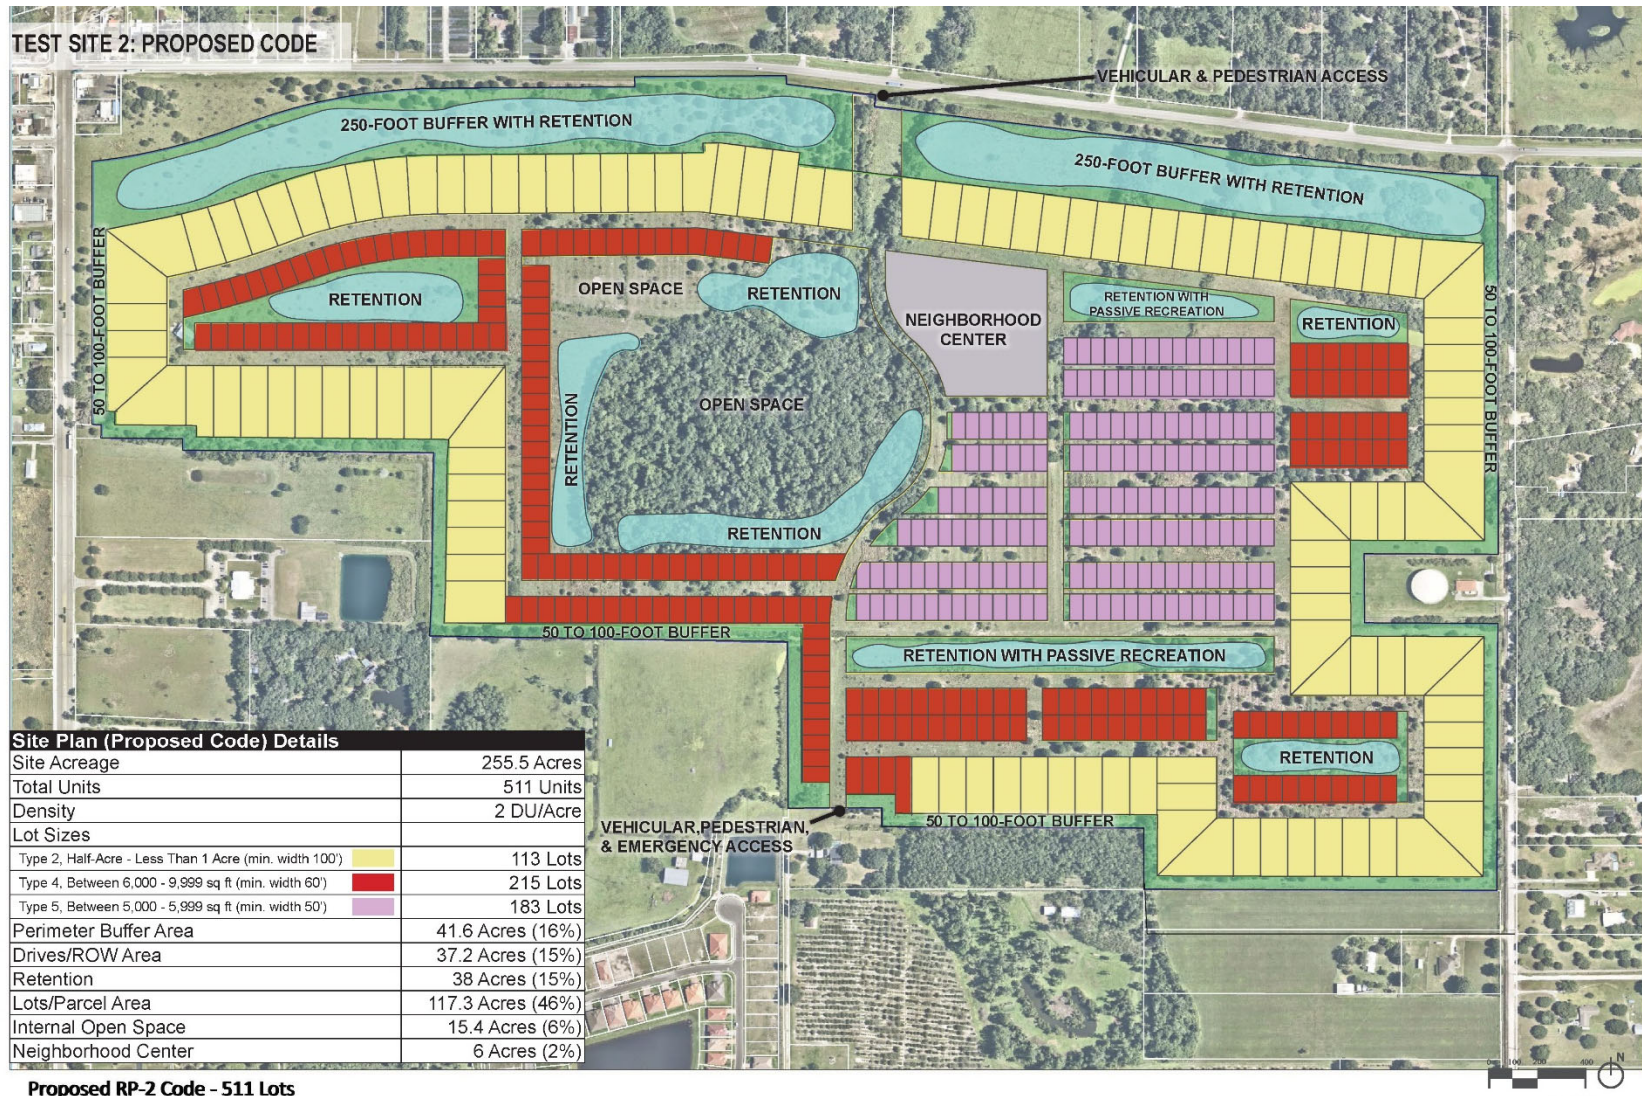 TEST SITE 2: PROPOSED CODE
VEHICULAR & PEDESTRIAN ACCESS
250-FOOT BUFFER WITH RETENTION
250-FOOT BUFFER WITH RETENTION
50 TO 100-FOOT BUFFER
RETENTION
OPEN SPACE
RETENTION
NEIGHBORHOOD
CENTER
RETENTION WITH
PASSIVE RECREATION
RETENTION
50 TO 100-FOOT BUFFER
RETENTION
OPEN SPACE
RETENTION
50 TO 100-FOOT BUFFER
RETENTION WITH PASSIVE RECREATION
RETENTION
VEHICULAR, PEDESTRIAN,
& EMERGENCY ACCESS
50 TO 100-FOOT BUFFER
Site Plan (Proposed Code) Details
Site Acreage 255.5 Acres
Total Units 511 Units
Density 2 DU/Acre
Lot Sizes
Type 2, Half-Acre - Less Than 1 Acre (min. width 100') 113 Lots
Type 4, Between 6,000 - 9,999 sq ft (min. width 60') 215 Lots
Type 5, Between 5,000 - 5,999 sq ft (min. width 50') 183 Lots
Perimeter Buffer Area 41.6 Acres (16%)
Drives/ROW Area 37.2 Acres (15%)
Retention 38 Acres (15%)
Lots/Parcel Area 117.3 Acres (46%)
Internal Open Space 15.4 Acres (6%)
Neighborhood Center 6 Acres (2%)
0 100 200 400
N
Proposed RP-2 Code - 511 Lots